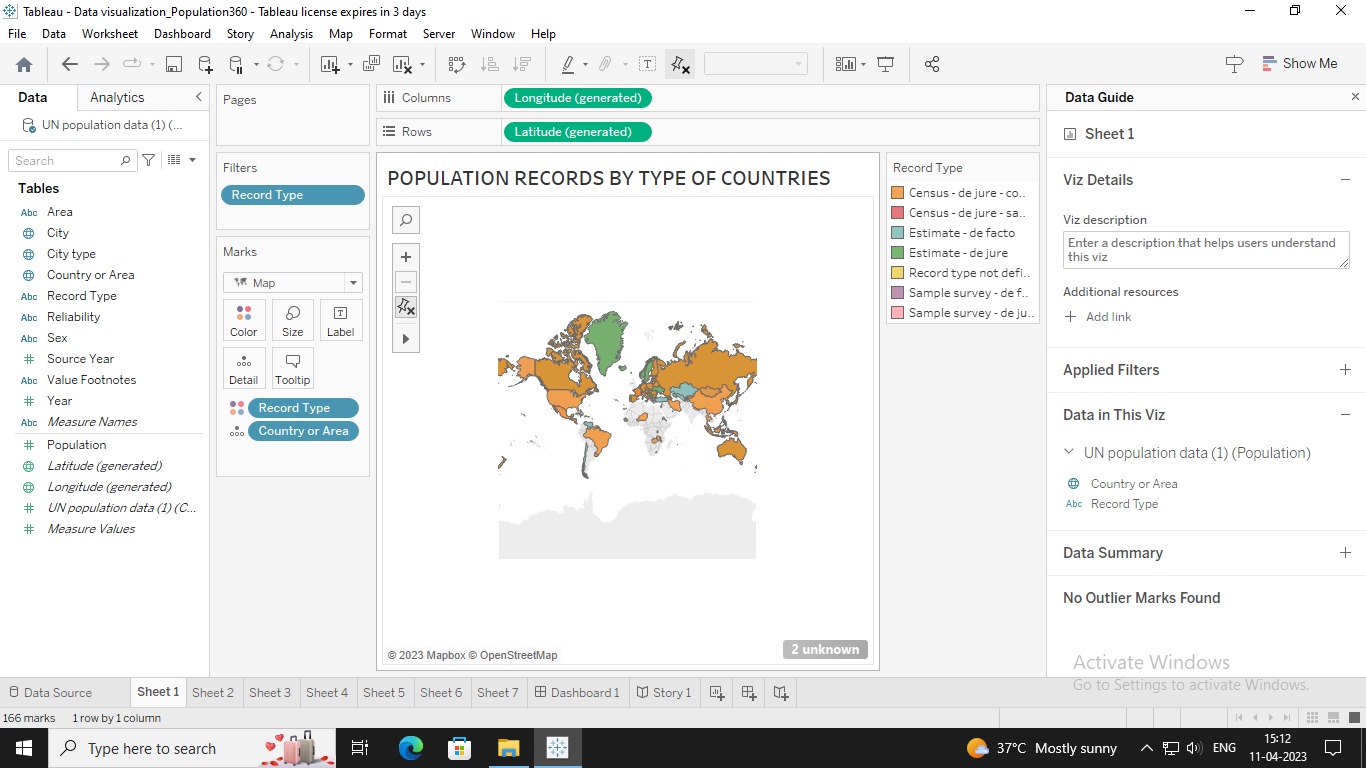 Tableau - Data visualization_Population360 - Tableau license expires in 3 days
File Data Worksheet Dashboard Story Analysis Map Format Server Window Help
Show Me
Data Analytics
UN population data (1) (...
Search
Tables
Abc Area
City
City type
Country or Area
Abc Record Type
Abc Reliability
Abc Sex
Source Year
Value Footnotes
Year
Abc Measure Names
Population
Latitude (generated)
Longitude (generated)
UN population data (1) (C...
Measure Values
Pages
Filters
Record Type
Marks
Map
Color Size Label
Detail Tooltip
Record Type
Country or Area
Columns Longitude (generated)
Rows Latitude (generated)
POPULATION RECORDS BY TYPE OF COUNTRIES
© 2023 Mapbox © OpenStreetMap
2 unknown
Record Type
Census - de jure - co..
Census - de jure - sa..
Estimate - de facto
Estimate - de jure
Record type not defi..
Sample survey - de f..
Sample survey - de ju..
Data Guide
Sheet 1
Viz Details
Viz description
Enter a description that helps users understand
this viz
Additional resources
Add link
Applied Filters
Data in This Viz
UN population data (1) (Population)
Country or Area
Abc Record Type
Data Summary
No Outlier Marks Found
Activate Windows
Go to Settings to activate Windows.
Data Source Sheet 1 Sheet 2 Sheet 3 Sheet 4 Sheet 5 Sheet 6 Sheet 7 Dashboard 1 Story 1
166 marks 1 row by 1 column
Type here to search
37°C Mostly sunny
ENG
15:12
11-04-2023